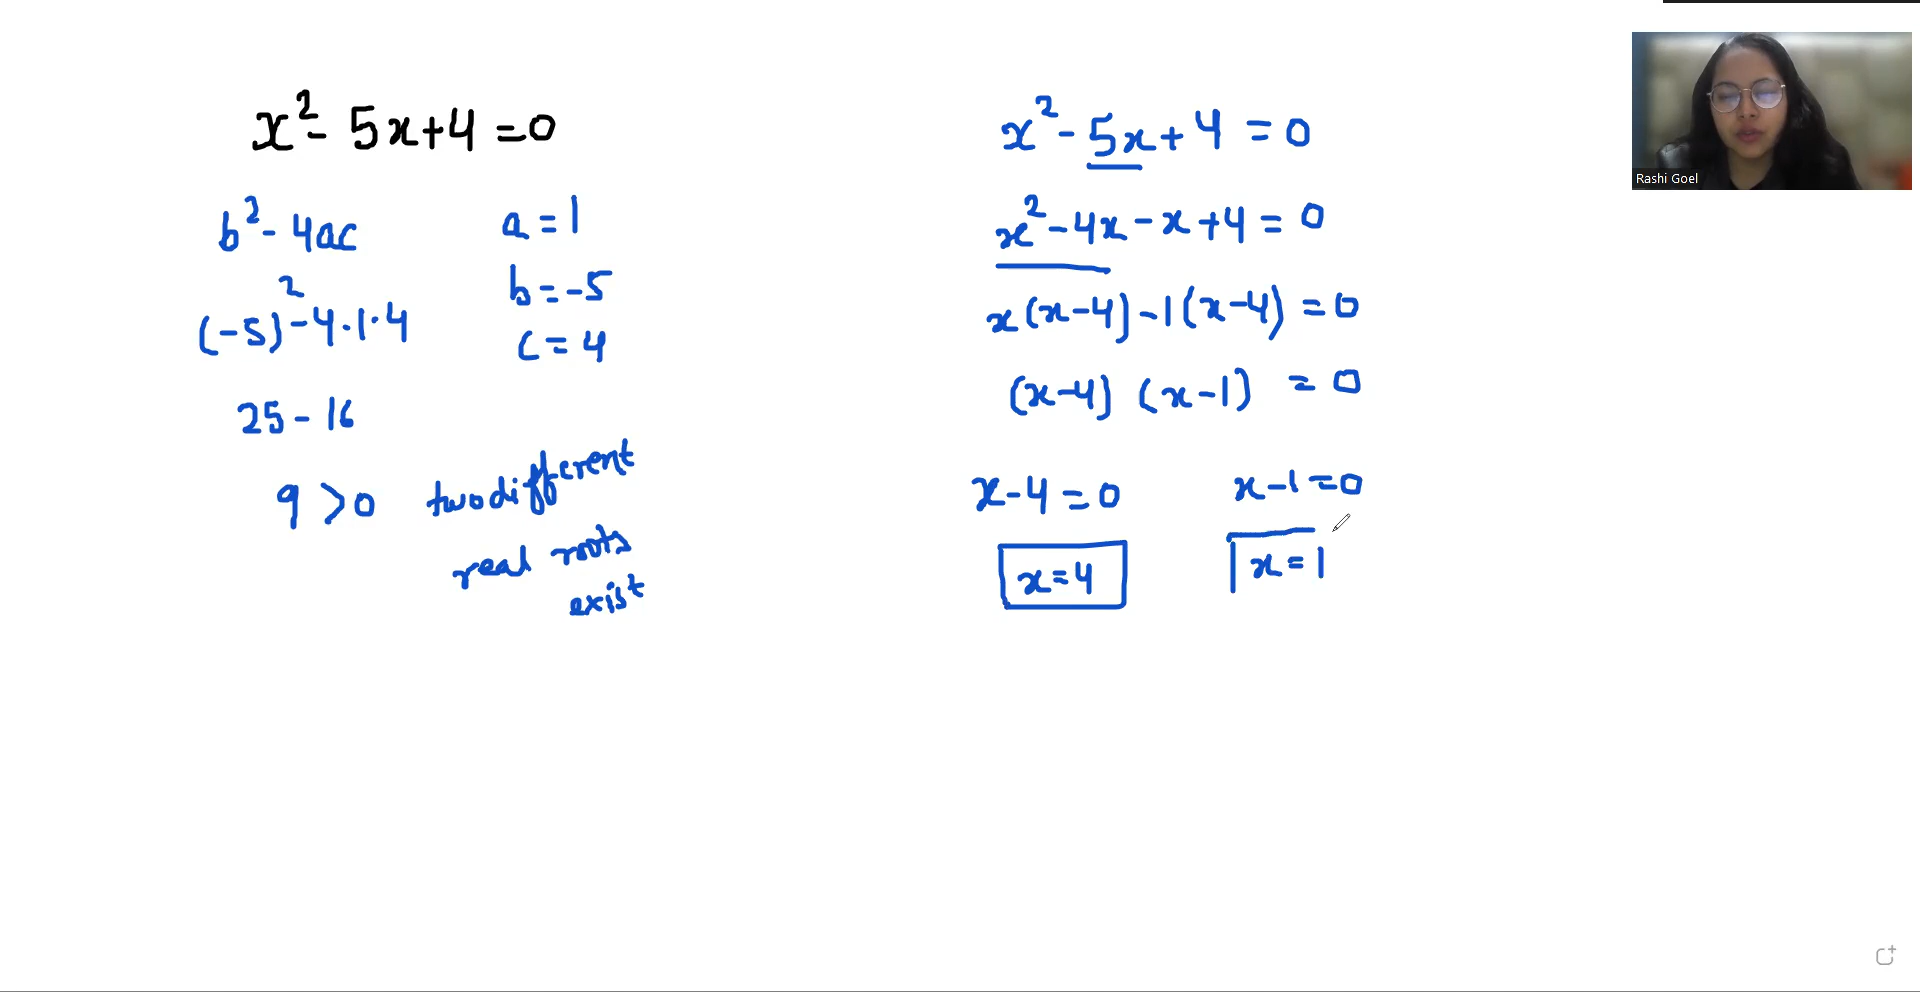 x² - 5x+4 =0
b² - 4ac
a = 1
(-5)² - 4·1·4
b = -5
c = 4
25 - 16
9 > 0 two different
real roots
exist
x² - 5x + 4 = 0
x² - 4x - x + 4 = 0
x (x-4) - 1 (x-4) = 0
(x-4) (x-1) = 0
x - 4 = 0
x - 1 = 0
x = 4
x = 1
Rashi Goel